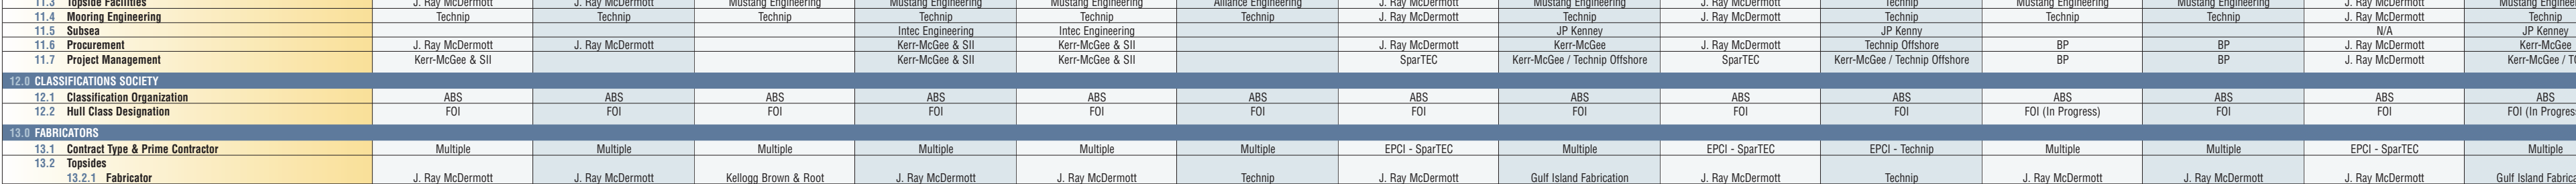 11.3 Topside Facilities J. Ray McDermott J. Ray McDermott Mustang Engineering Mustang Engineering Mustang Engineering Alliance Engineering J. Ray McDermott Mustang Engineering J. Ray McDermott Technip Mustang Engineering Mustang Engineering J. Ray McDermott
11.4 Mooring Engineering Technip Technip Technip Technip Technip Technip J. Ray McDermott Technip J. Ray McDermott Technip Technip Technip J. Ray McDermott Technip
11.5 Subsea Intec Engineering Intec Engineering JP Kenney JP Kenny N/A JP Kenney
11.6 Procurement J. Ray McDermott J. Ray McDermott Kerr-McGee & SII Kerr-McGee & SII J. Ray McDermott Kerr-McGee J. Ray McDermott Technip Offshore BP BP J. Ray McDermott Kerr-McGee
11.7 Project Management Kerr-McGee & SII Kerr-McGee & SII Kerr-McGee & SII SparTEC Kerr-McGee / Technip Offshore SparTEC Kerr-McGee / Technip Offshore BP BP J. Ray McDermott Kerr-McGee /
12.0 CLASSIFICATIONS SOCIETY
12.1 Classification Organization ABS ABS ABS ABS ABS ABS ABS ABS ABS ABS ABS ABS ABS ABS
12.2 Hull Class Designation FOI FOI FOI FOI FOI FOI FOI FOI FOI FOI FOI (In Progress) FOI FOI FOI (In Progres
13.0 FABRICATORS
13.1 Contract Type & Prime Contractor Multiple Multiple Multiple Multiple Multiple Multiple EPCI - SparTEC Multiple EPCI - SparTEC EPCI - Technip Multiple Multiple EPCI - SparTEC Multiple
13.2 Topsides
13.2.1 Fabricator J. Ray McDermott J. Ray McDermott Kellogg Brown & Root J. Ray McDermott J. Ray McDermott Technip J. Ray McDermott Gulf Island Fabrication J. Ray McDermott Technip J. Ray McDermott J. Ray McDermott J. Ray McDermott Gulf Island Fabric